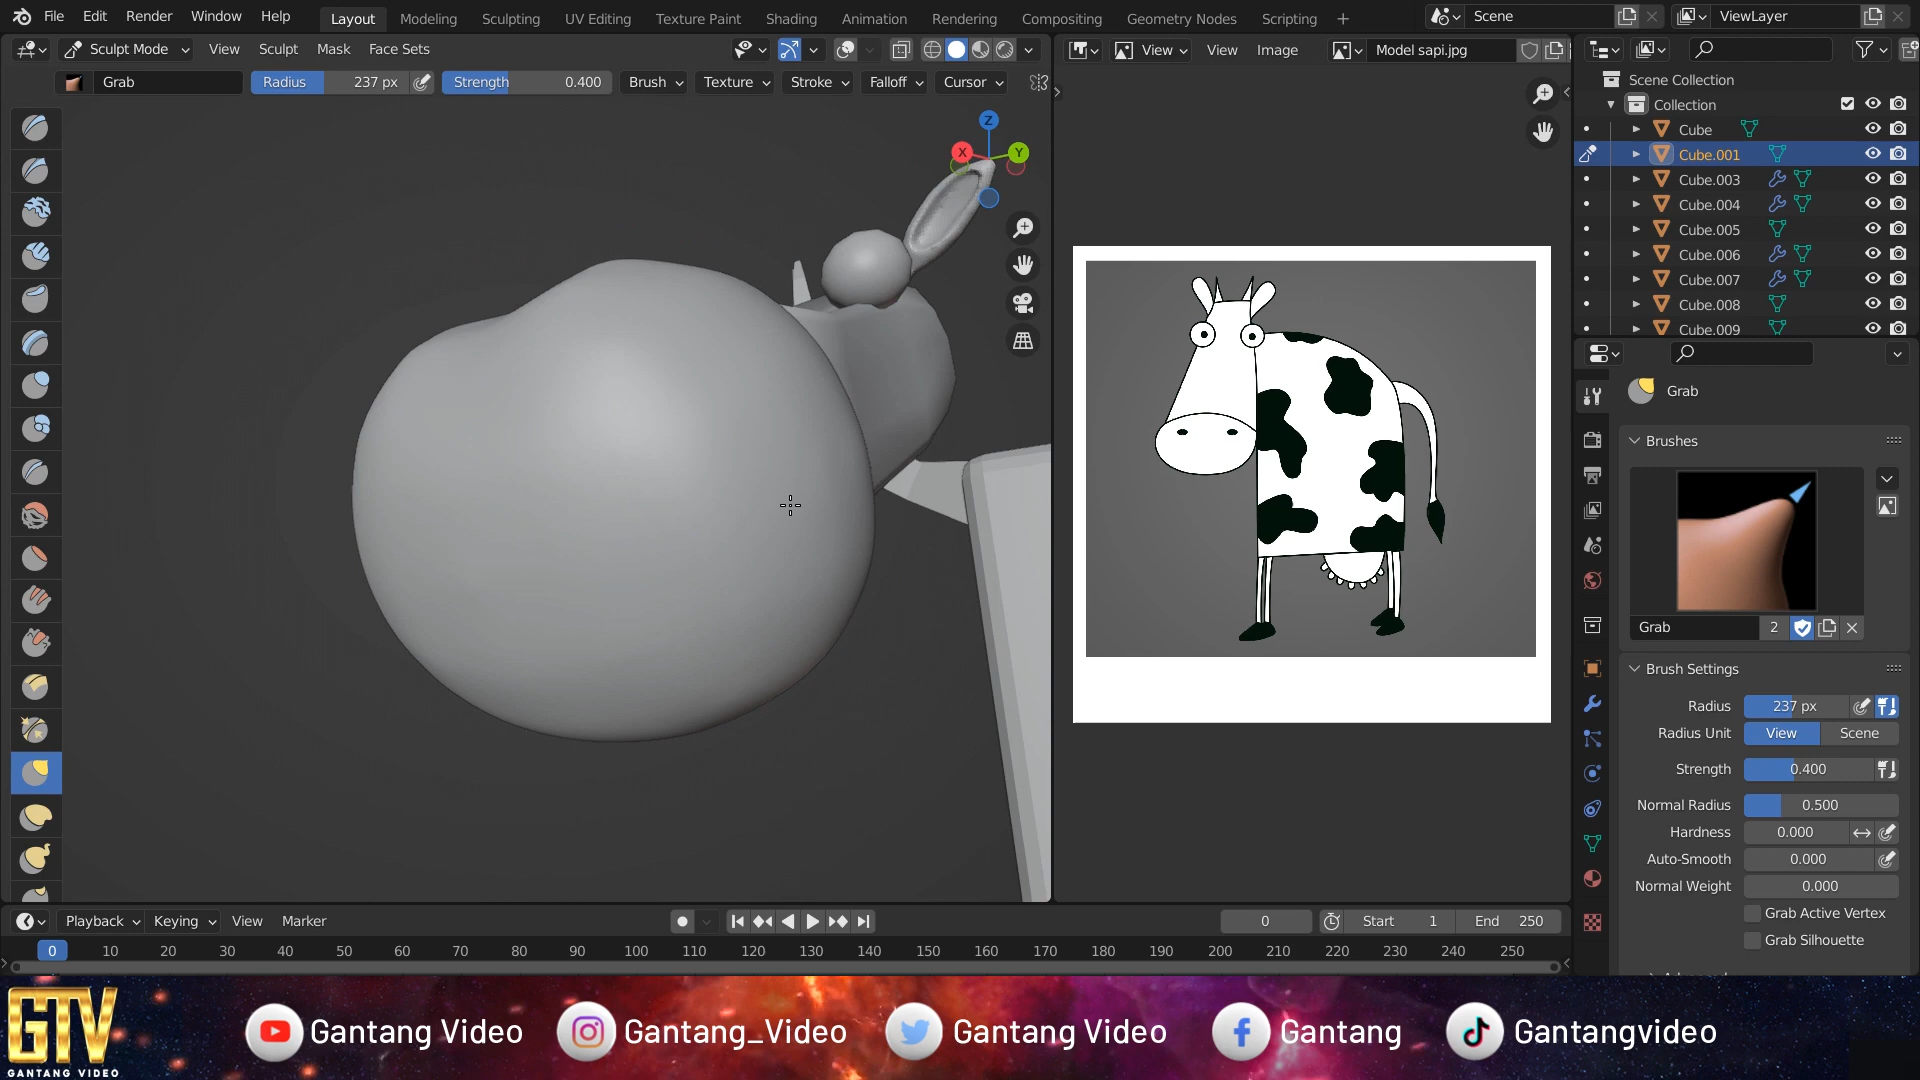 File Edit Render Window Help Layout Modeling Sculpting UV Editing Texture Paint Shading Animation Rendering Compositing Geometry Nodes Scripting Scene ViewLayer
Sculpt Mode View Sculpt Mask Face Sets View View Image Model sapi.jpg
Grab Radius 237 px Strength 0.400 Brush Texture Stroke Falloff Cursor
Scene Collection
Collection
Cube
Cube.001
Cube.003
Cube.004
Cube.005
Cube.006
Cube.007
Cube.008
Cube.009
Z
X
Y
Grab
Brushes
Grab 2
Brush Settings
Radius 237 px
Radius Unit View Scene
Strength 0.400
Normal Radius 0.500
Hardness 0.000
Auto-Smooth 0.000
Normal Weight 0.000
Grab Active Vertex
Grab Silhouette
Playback Keying View Marker 0 Start 1 End 250
0 10 20 30 40 50 60 70 80 90 100 110 120 130 140 150 160 170 180 190 200 210 220 230 240 250
GTV
GANTANG VIDEO
Gantang Video Gantang_Video Gantang Video Gantang Gantangvideo